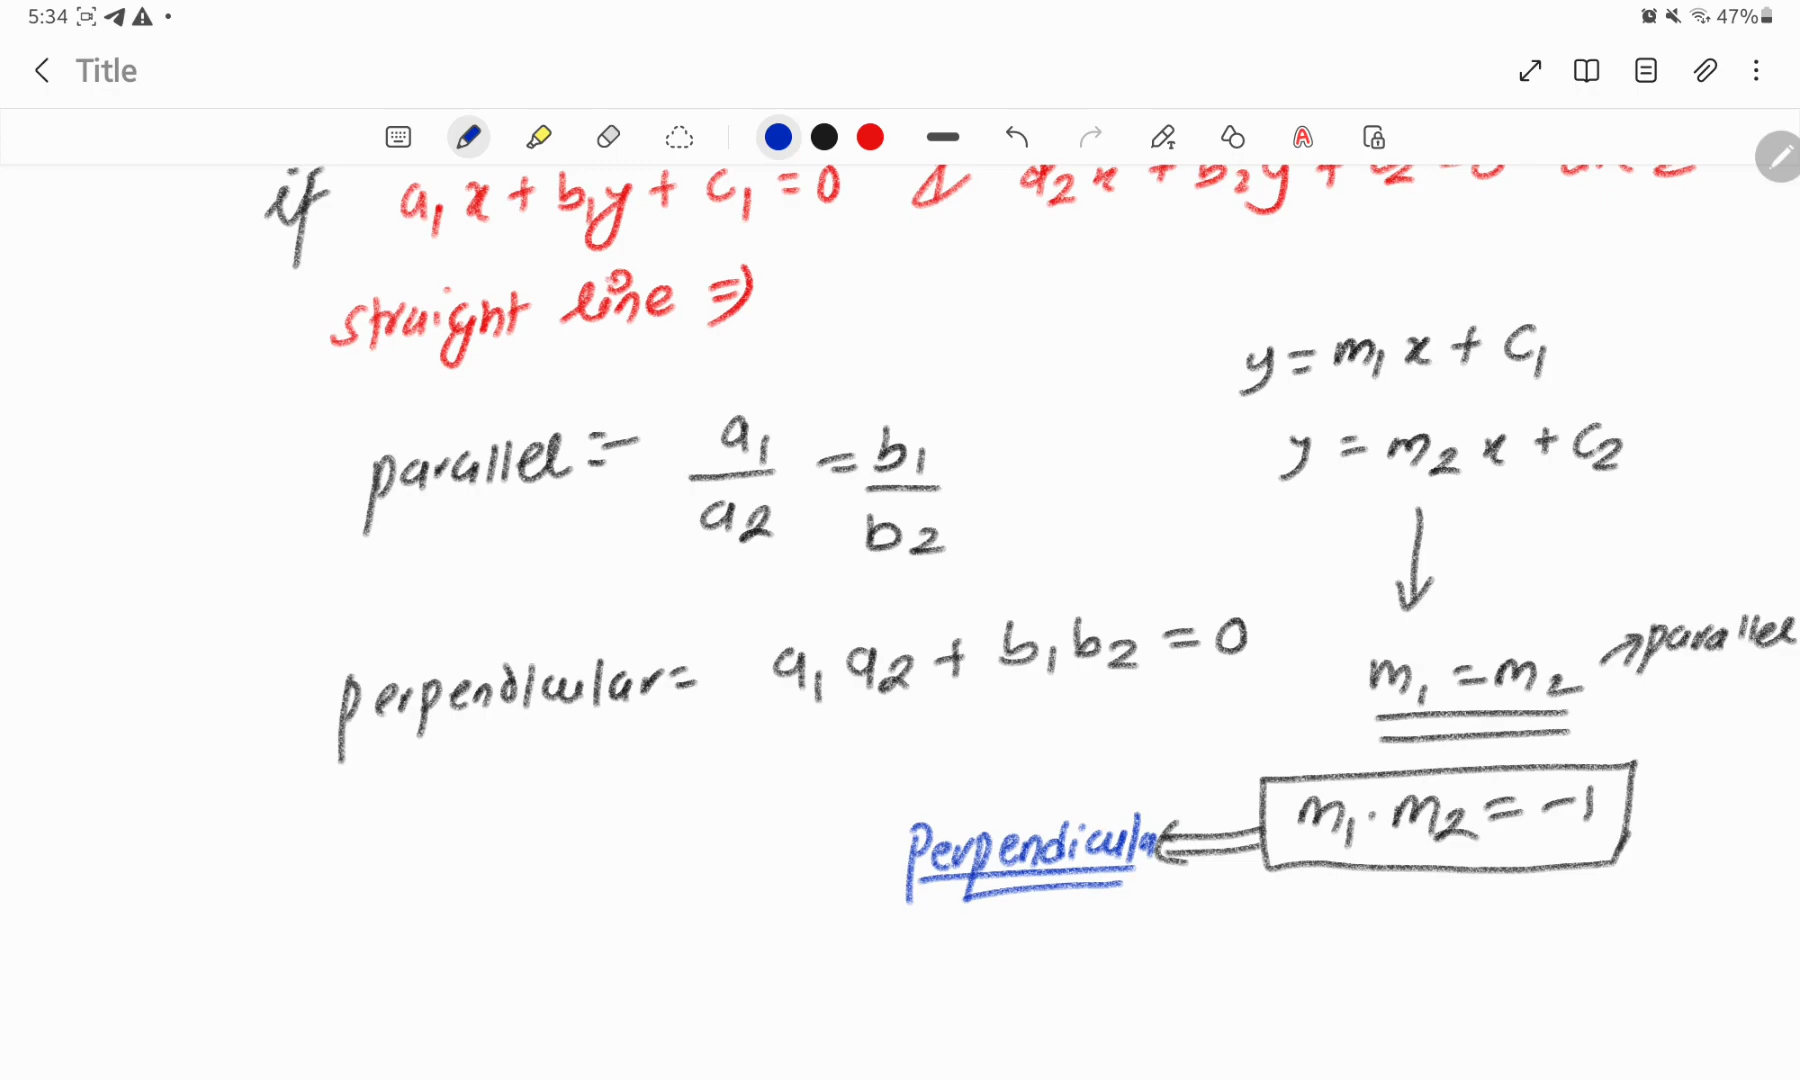 5:34
47%
Title
if a₁x + b₁y + c₁ = 0 & a₂x + b₂y + c₂ = 0
straight line ⇒
y = m₁x + C₁
y = m₂x + C₂
parallel = a₁/a₂ = b₁/b₂
perpendicular = a₁a₂ + b₁b₂ = 0
m₁ = m₂ → parallel
m₁ . m₂ = -1
Perpendicular